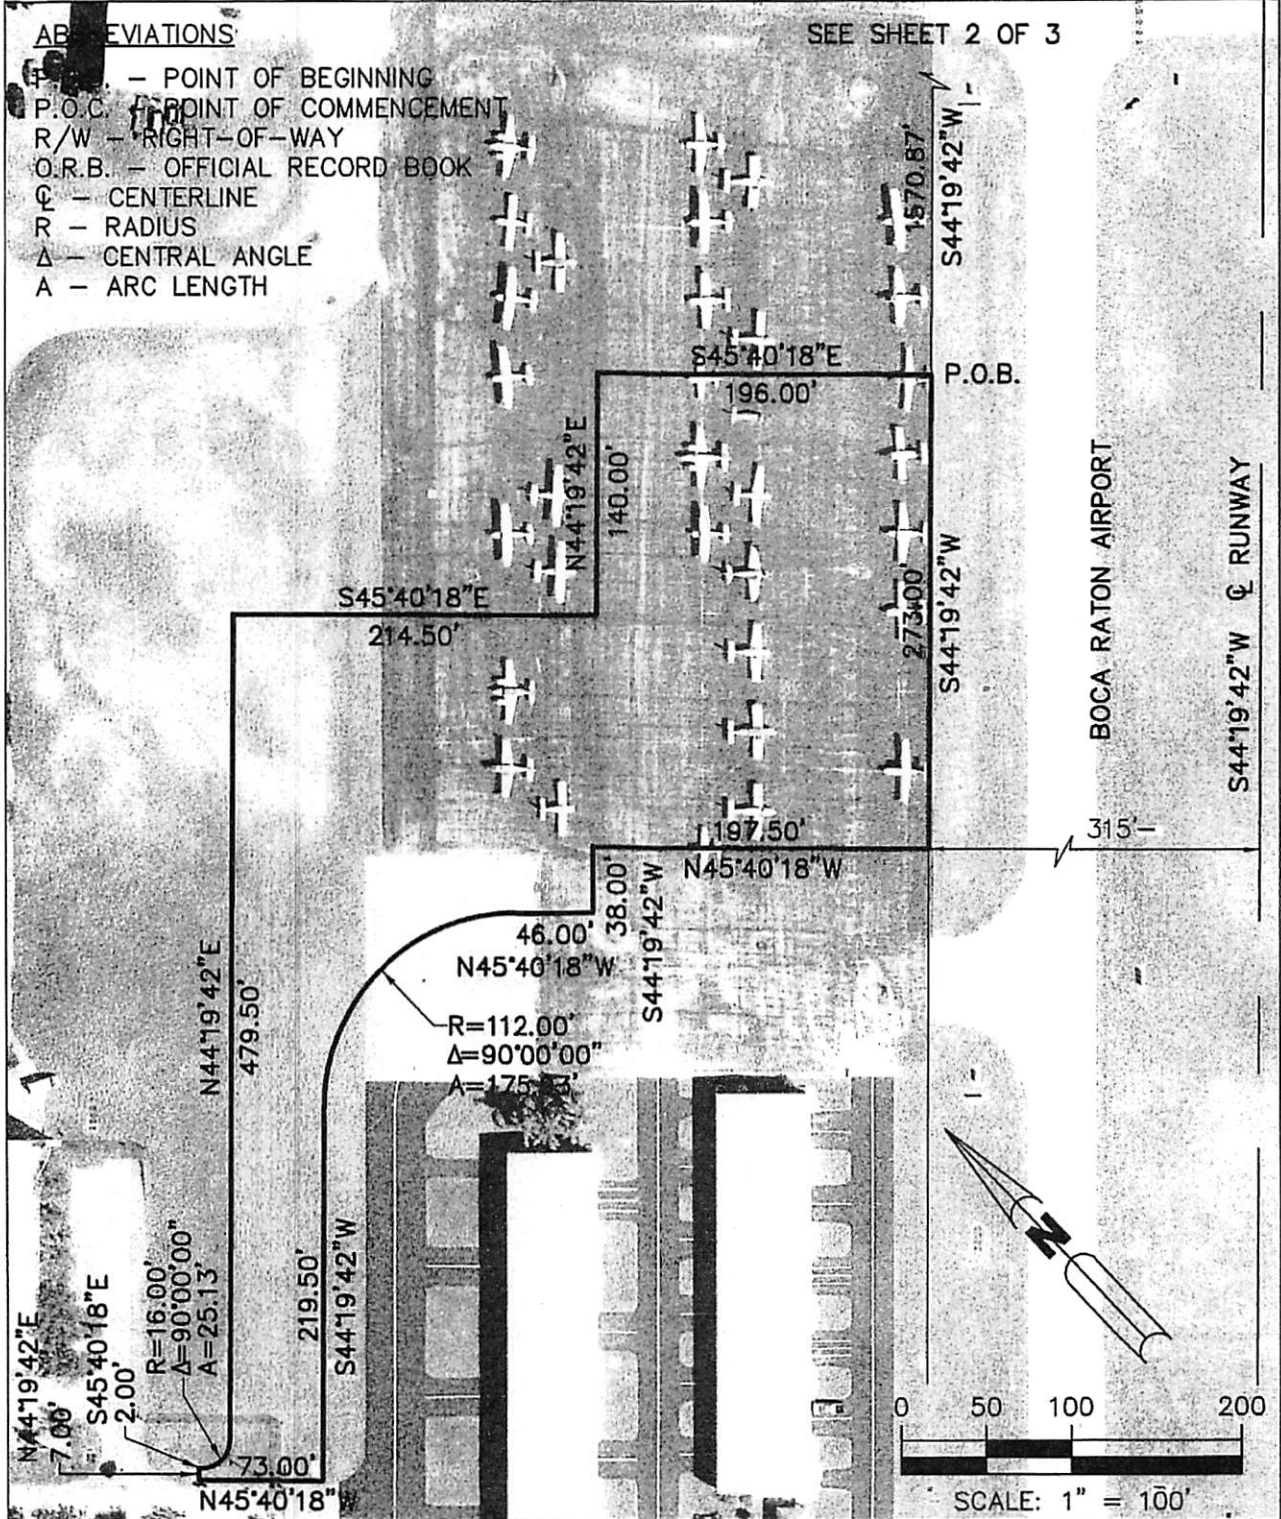 ABBREVIATIONS
SEE SHEET 2 OF 3
– POINT OF BEGINNING
P.O.C. – POINT OF COMMENCEMENT
R/W – RIGHT–OF–WAY
O.R.B. – OFFICIAL RECORD BOOK
℄ – CENTERLINE
R – RADIUS
Δ – CENTRAL ANGLE
A – ARC LENGTH
1570.87'
S44°19'42"W
S45°40'18"E
196.00'
P.O.B.
N44°19'42"E
140.00'
S45°40'18"E
214.50'
273.00'
S44°19'42"W
BOCA RATON AIRPORT
S44°19'42"W ℄ RUNWAY
315'
197.50'
N45°40'18"W
38.00'
S44°19'42"W
46.00'
N45°40'18"W
N44°19'42"E
479.50'
R=112.00'
Δ=90°00'00"
219.50'
S44°19'42"W
R=16.00'
Δ=90°00'00"
A=25.13'
S45°40'18"E
2.00'
N44°19'42"E
7.00'
73.00'
N45°40'18"W
N
0 50 100 200
SCALE: 1" = 100'